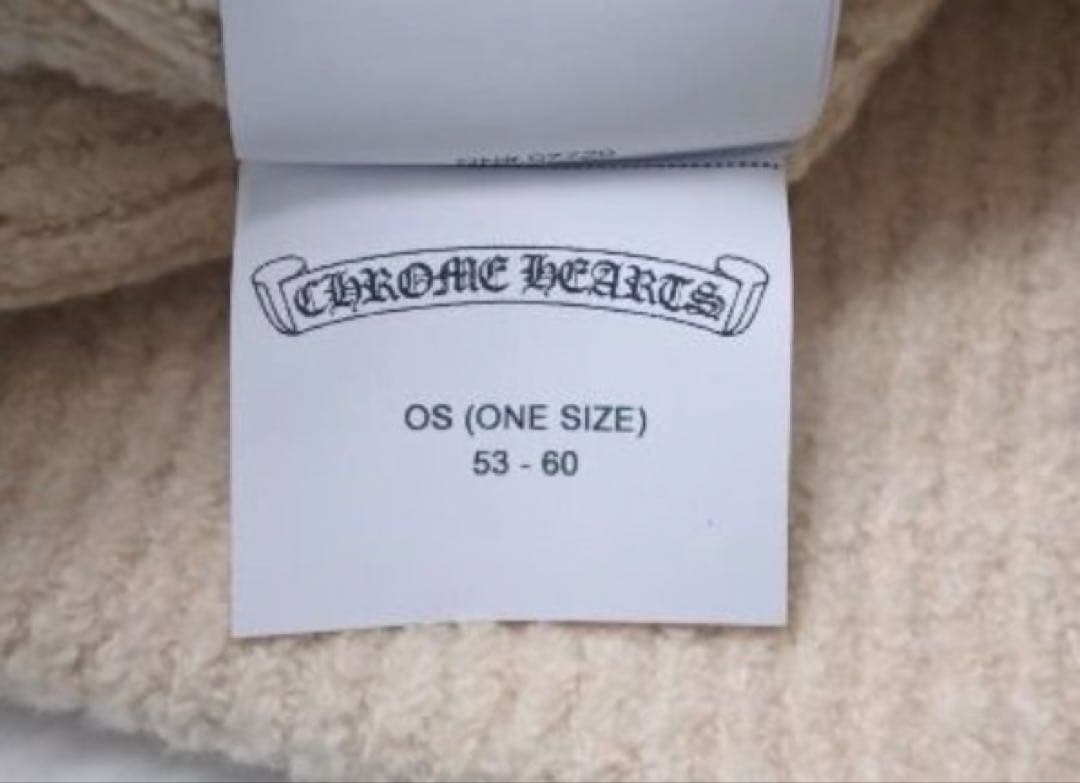 CHROME HEARTS
OS (ONE SIZE)
53 - 60